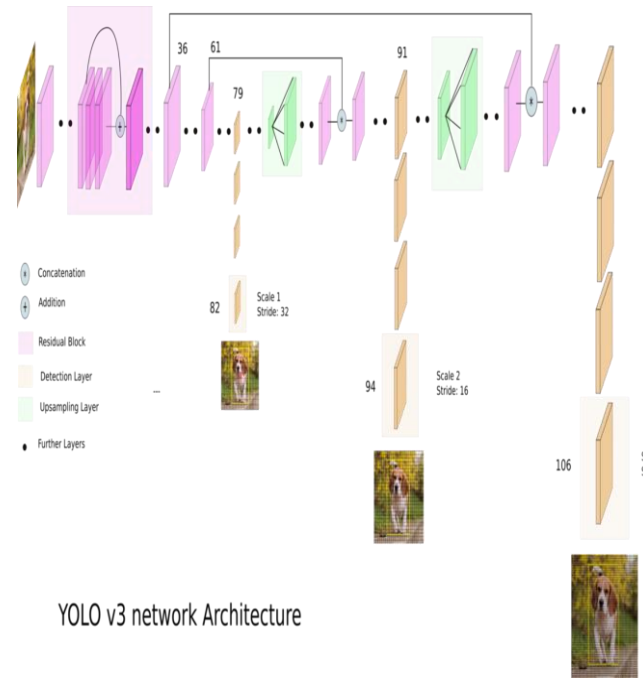 36
61
91
79
Concatenation
Addition
Residual Block
Detection Layer
Upsampling Layer
Further Layers
82
Scale 1
Stride: 32
94
Scale 2
Stride: 16
106
YOLO v3 network Architecture